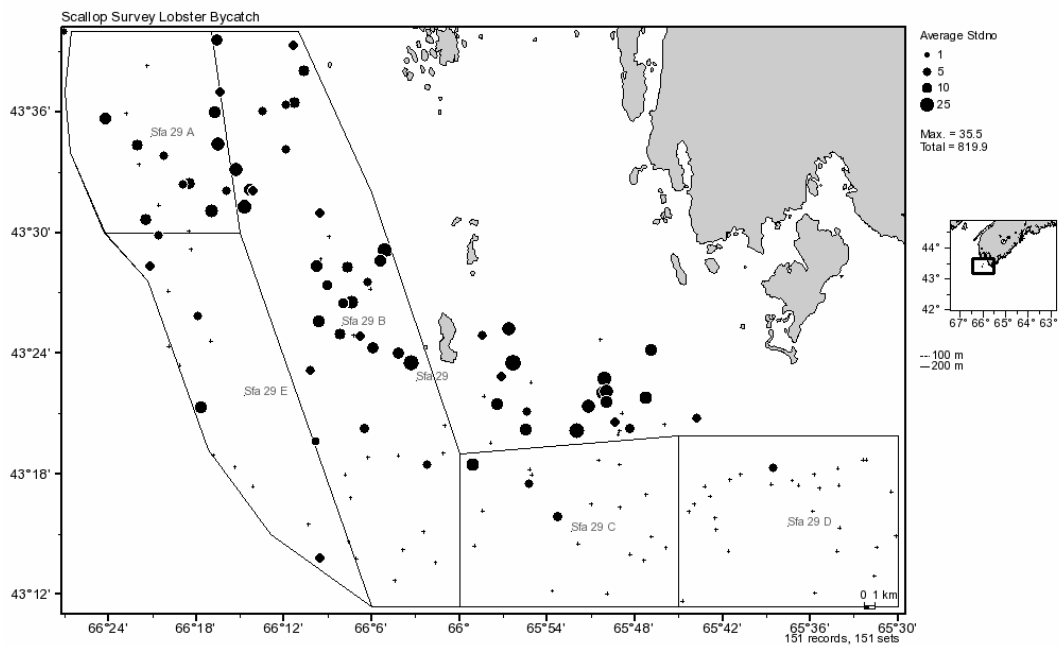 Scallop Survey Lobster Bycatch
Average Stdno
1
5
10
25
Max. = 35.5
Total = 819.9
43°36'
43°30'
43°24'
43°18'
43°12'
Sfa 29 A
Sfa 29 B
Sfa 29
Sfa 29 E
Sfa 29 C
Sfa 29 D
44°
43°
42°
67° 66° 65° 64° 63°
--- 100 m
—200 m
0 1 km
66°24' 66°18' 66°12' 66°6' 66° 65°54' 65°48' 65°42' 65°36' 65°30'
151 records, 151 sets